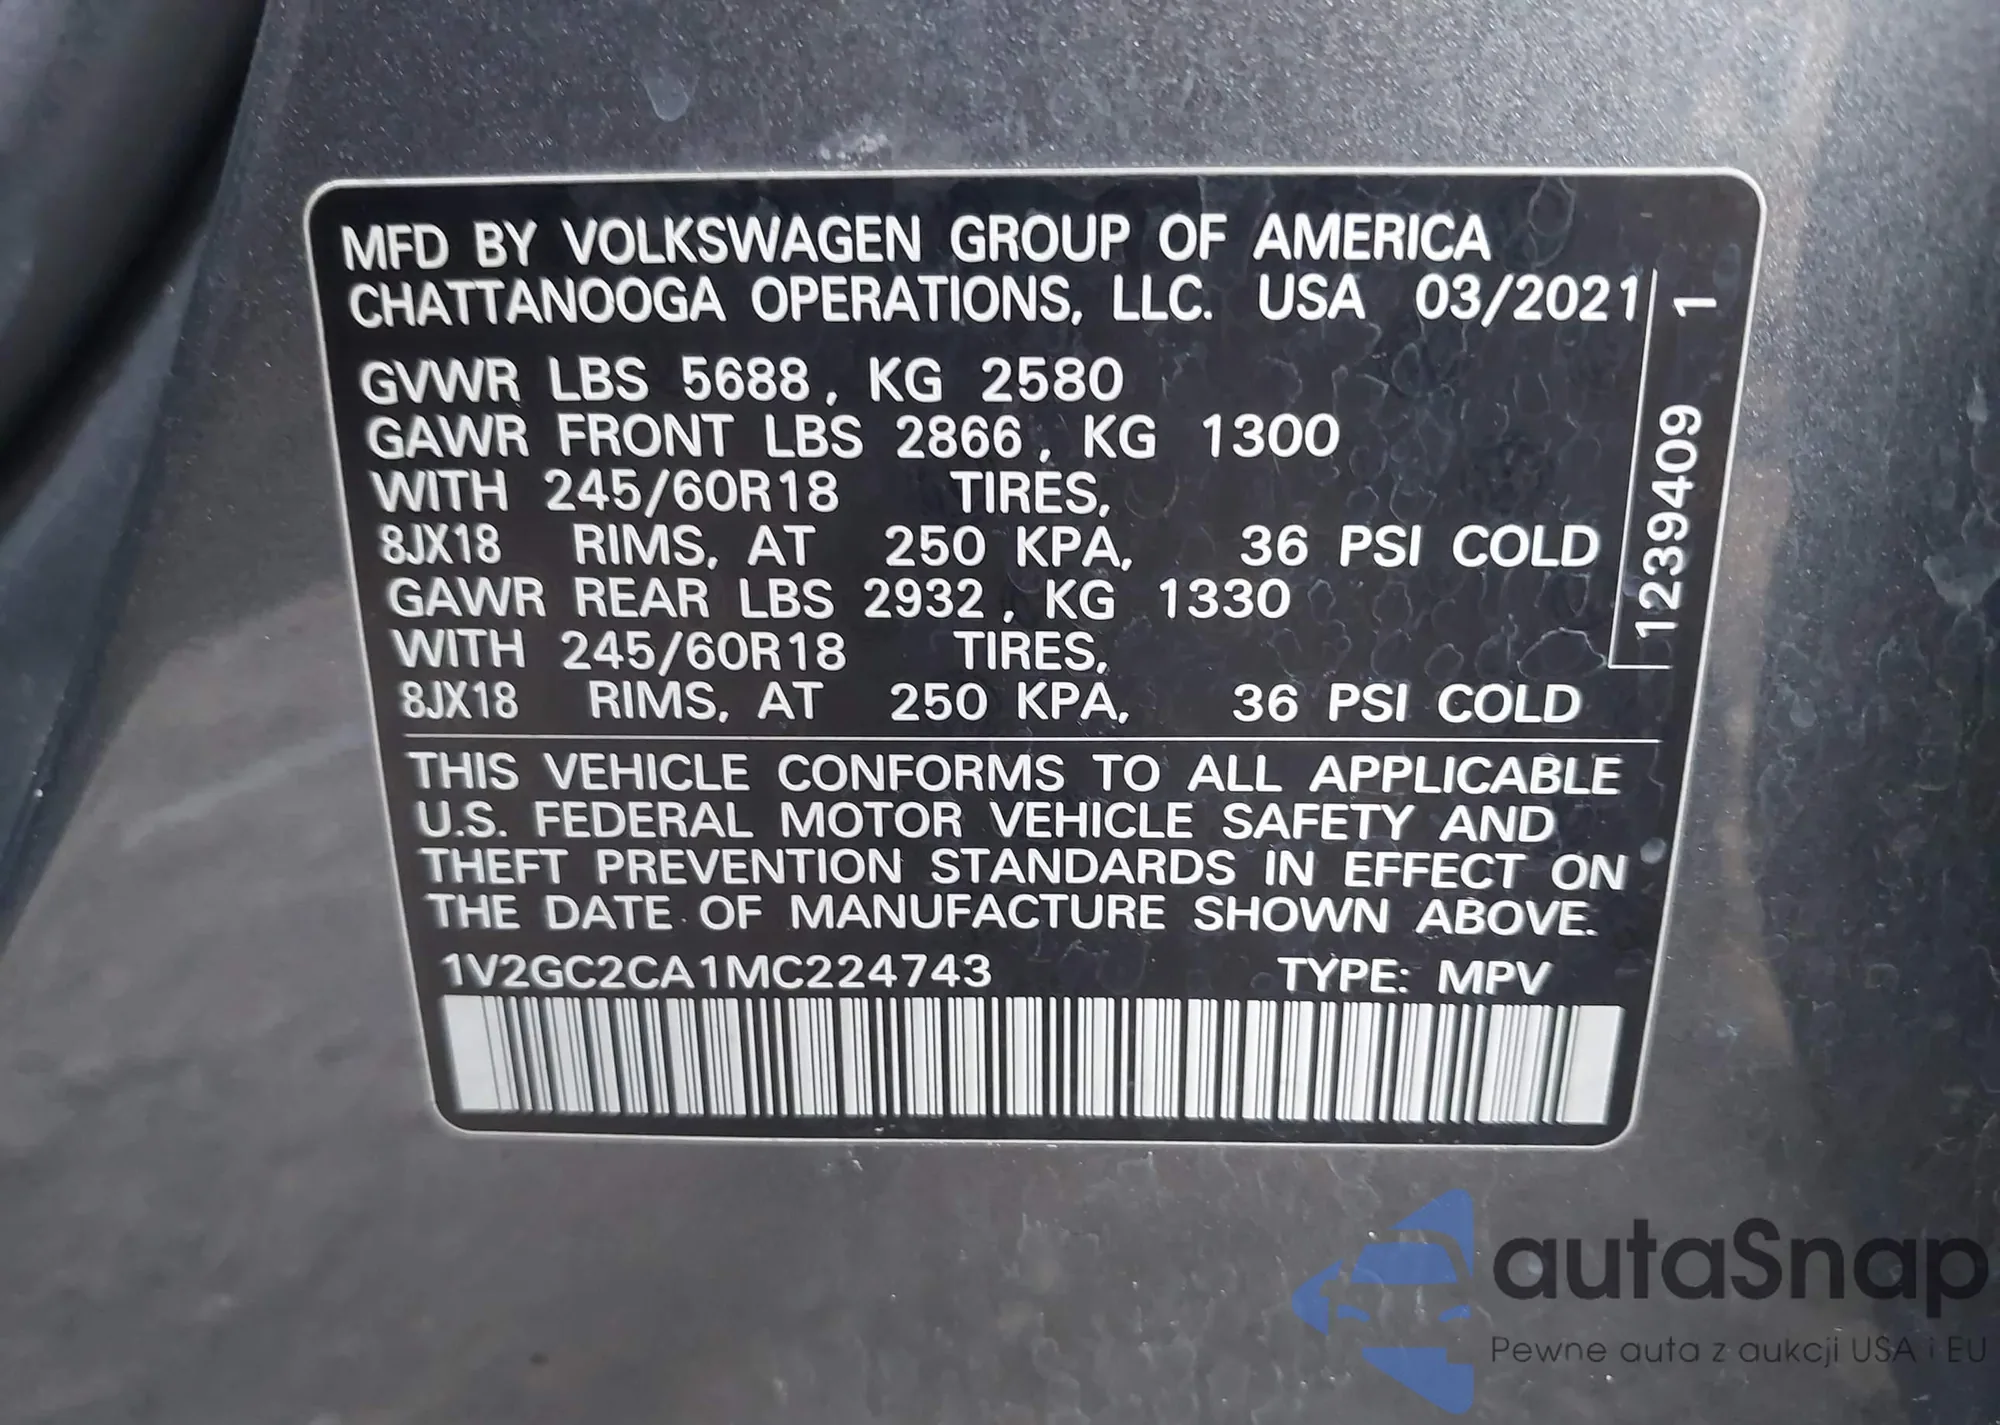 MFD BY VOLKSWAGEN GROUP OF AMERICA
CHATTANOOGA OPERATIONS, LLC. USA 03/2021
GVWR LBS 5688, KG 2580
GAWR FRONT LBS 2866, KG 1300
WITH 245/60R18 TIRES,
8JX18 RIMS, AT 250 KPA, 36 PSI COLD
GAWR REAR LBS 2932, KG 1330
WITH 245/60R18 TIRES,
8JX18 RIMS, AT 250 KPA, 36 PSI COLD
1239409 1
THIS VEHICLE CONFORMS TO ALL APPLICABLE
U.S. FEDERAL MOTOR VEHICLE SAFETY AND
THEFT PREVENTION STANDARDS IN EFFECT ON
THE DATE OF MANUFACTURE SHOWN ABOVE.
1V2GC2CA1MC224743 TYPE: MPV
autaSnap
Pewne auta z aukcji USA i EU